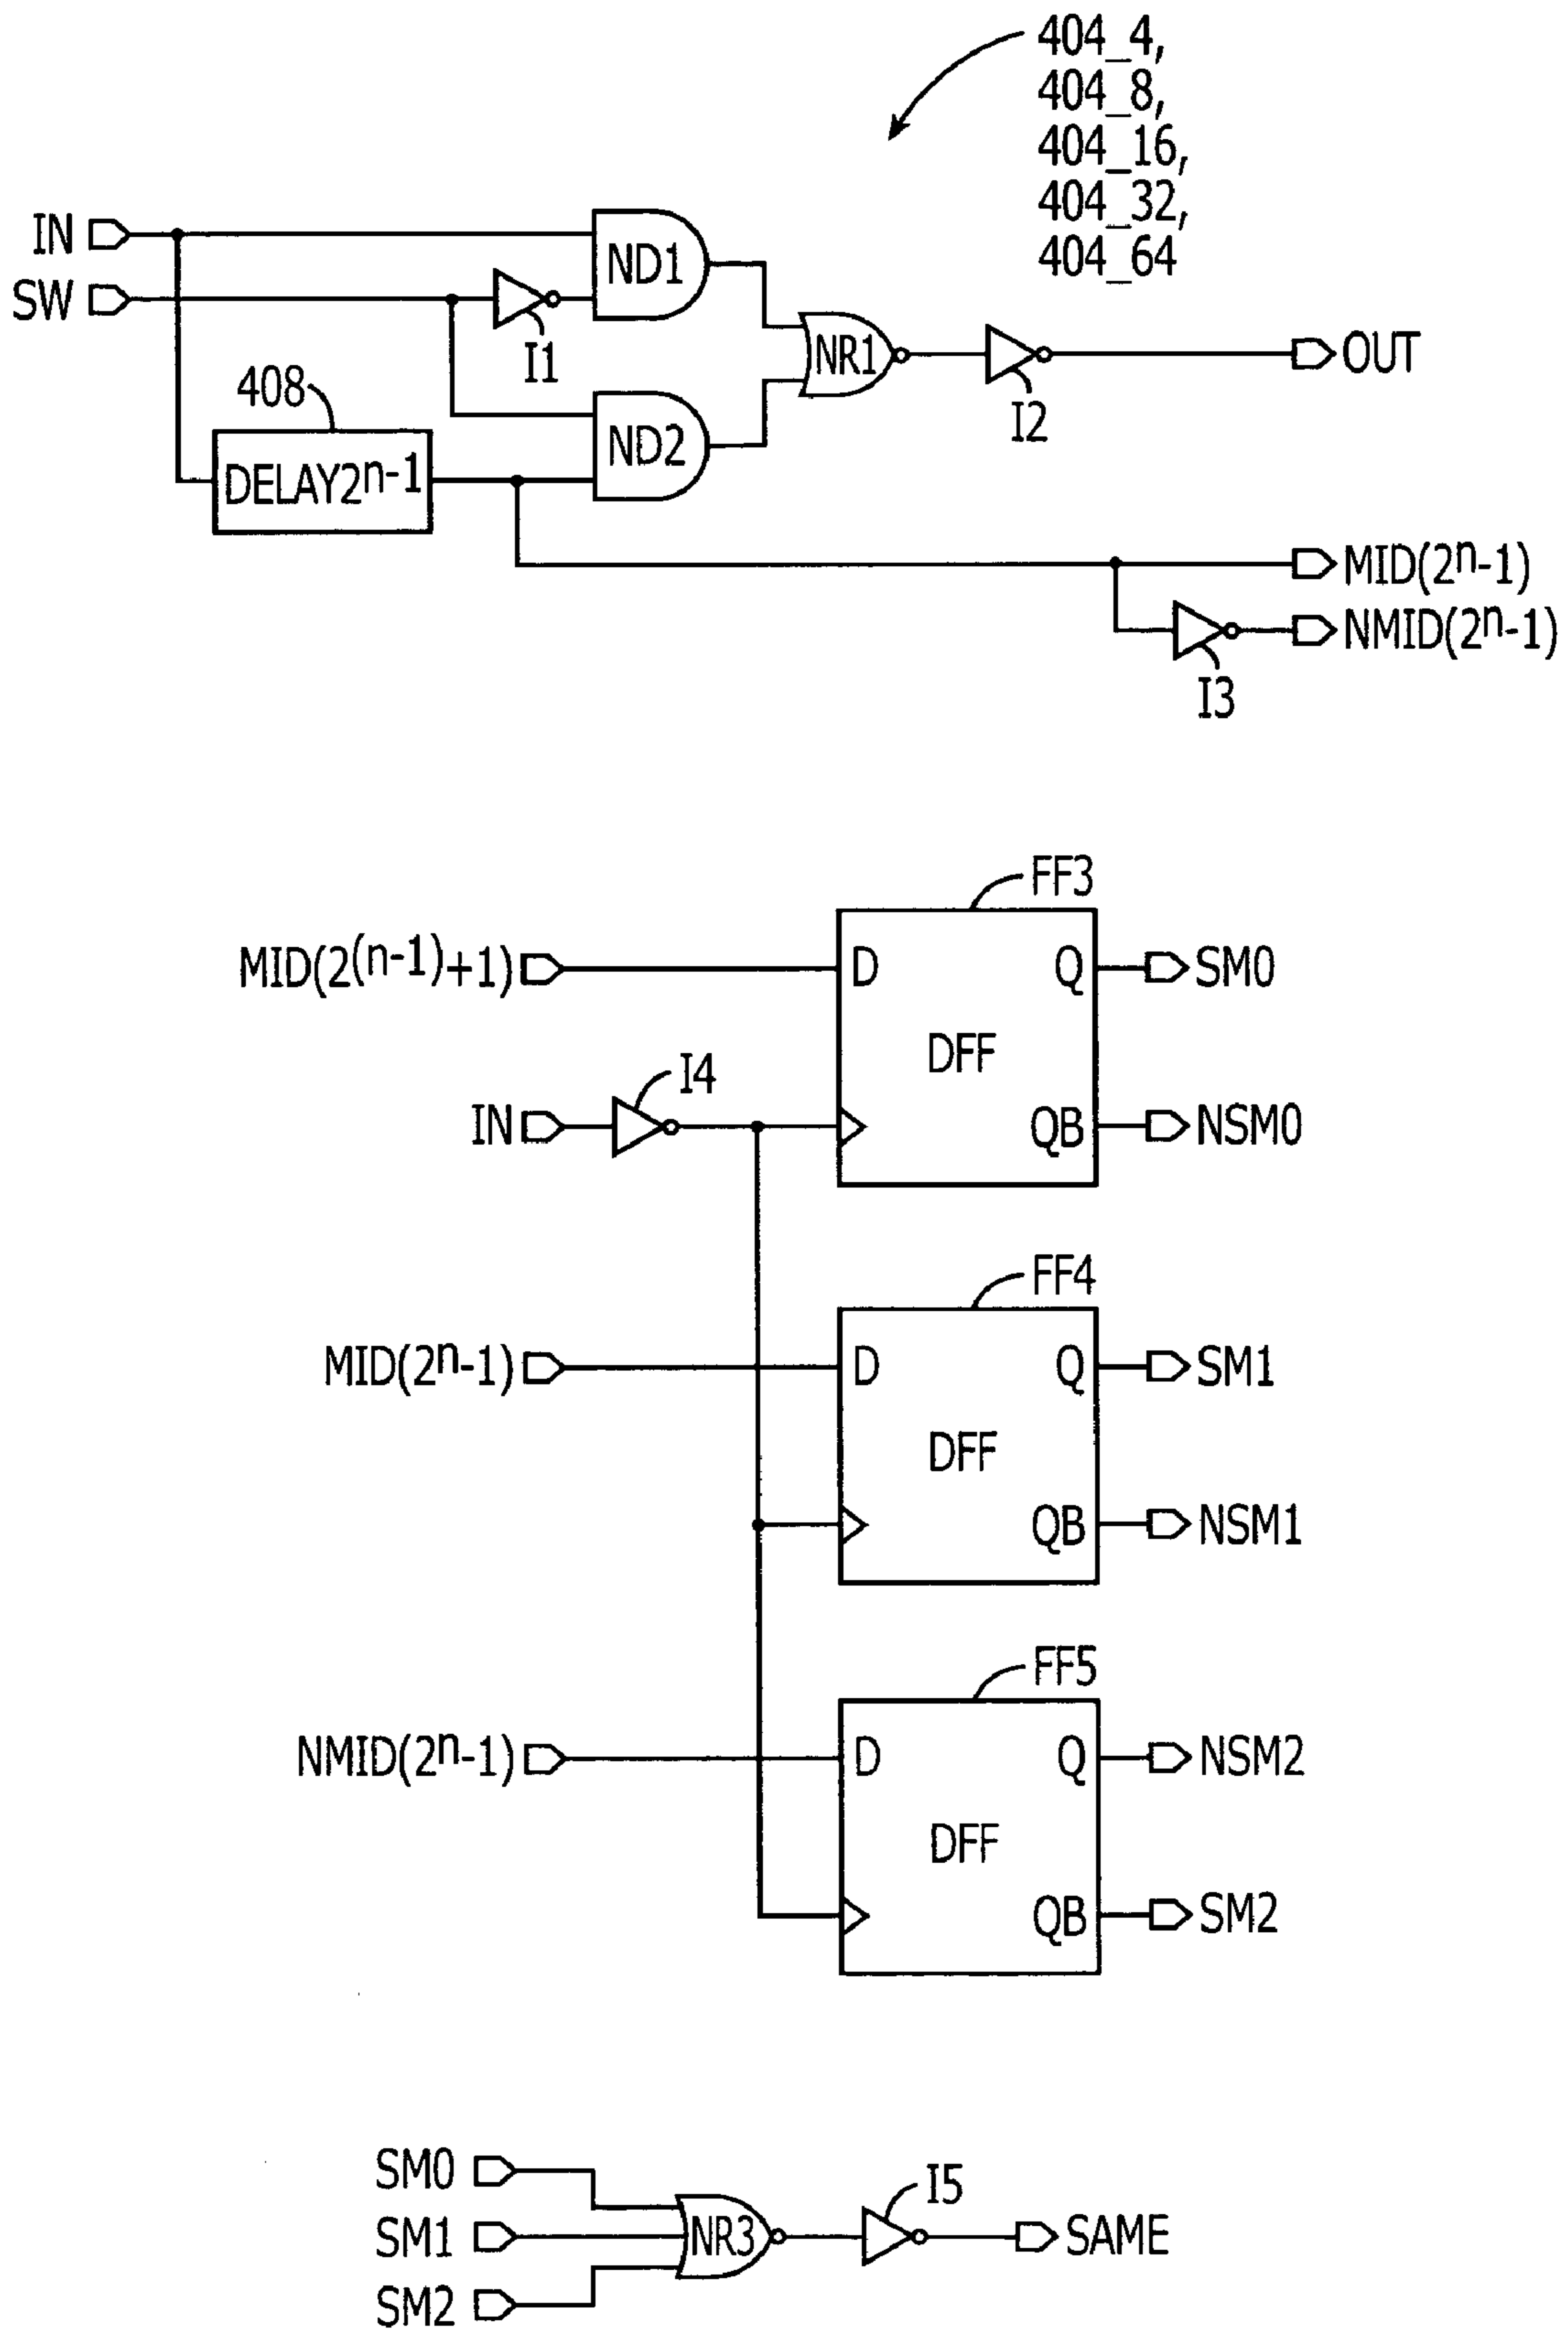 404_4,
404_8,
404_16,
404_32,
404_64
IN
SW
ND1
I1
NR1
OUT
I2
408
ND2
DELAY2ⁿ⁻¹
MID(2ⁿ-1)
NMID(2ⁿ-1)
I3
FF3
MID(2⁽ⁿ⁻¹⁾+1)
D
Q
SM0
DFF
I4
IN
QB
NSM0
FF4
MID(2ⁿ-1)
D
Q
SM1
DFF
QB
NSM1
FF5
NMID(2ⁿ-1)
D
Q
NSM2
DFF
QB
SM2
SM0
SM1
SM2
NR3
I5
SAME